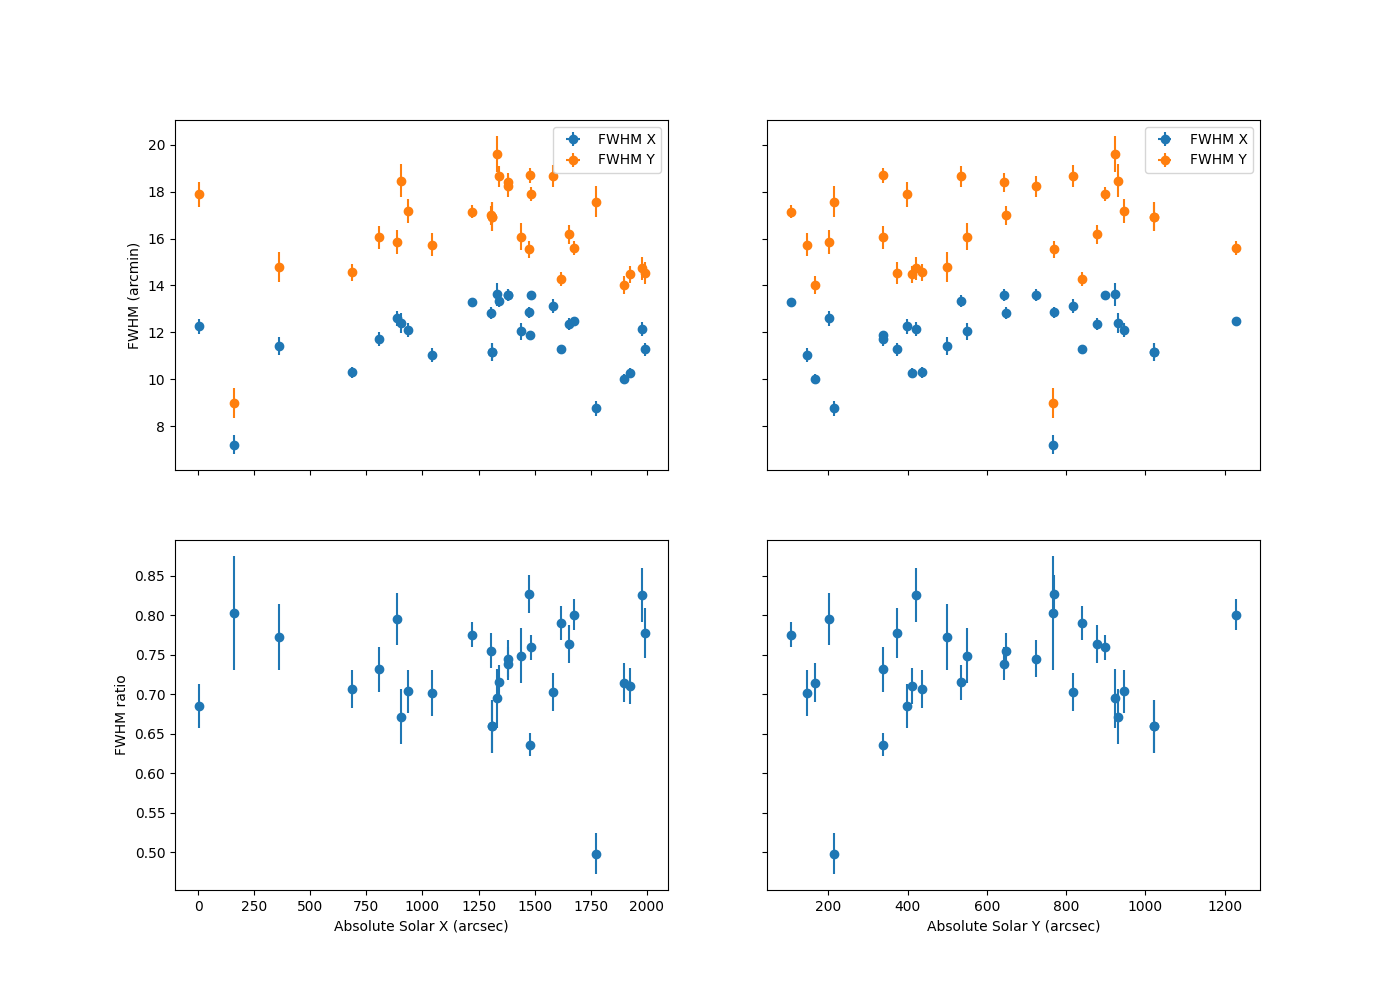 FWHM X
FWHM Y
FWHM X
FWHM Y
FWHM (arcmin)
20
18
16
14
12
10
8
FWHM ratio
0.85
0.80
0.75
0.70
0.65
0.60
0.55
0.50
0 250 500 750 1000 1250 1500 1750 2000
Absolute Solar X (arcsec)
200 400 600 800 1000 1200
Absolute Solar Y (arcsec)